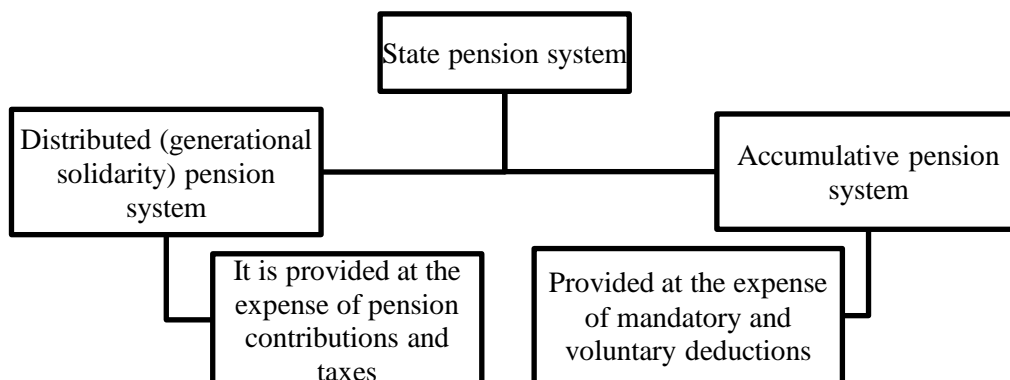 State pension system
Distributed (generational
solidarity) pension
system
Accumulative pension
system
It is provided at the
expense of pension
contributions and
taxes
Provided at the expense
of mandatory and
voluntary deductions